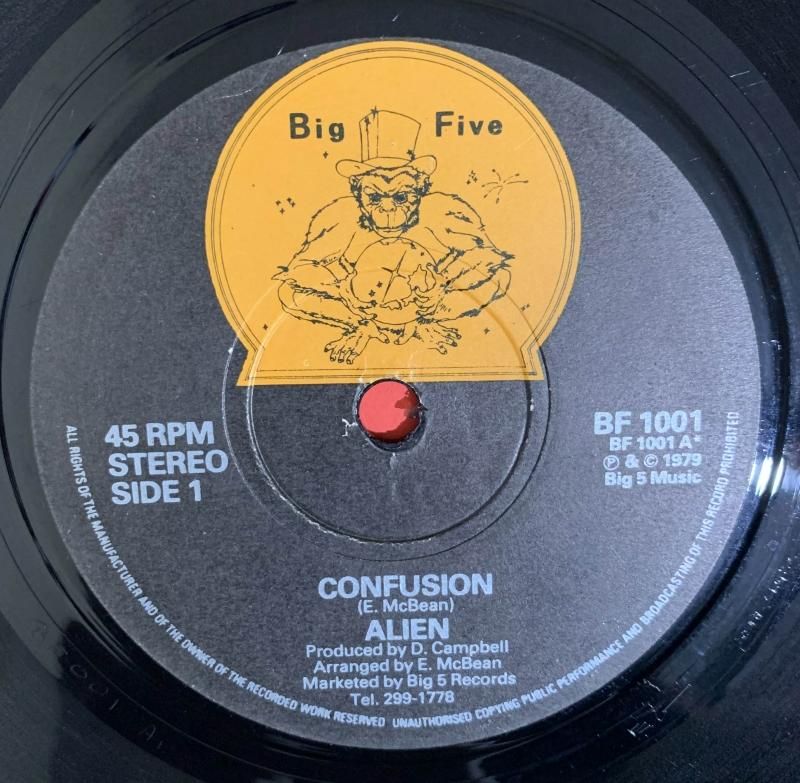 Big Five
45 RPM
STEREO
SIDE 1
BF 1001
BF 1001 A*
℗ & © 1979
Big 5 Music
CONFUSION
(E. McBean)
ALIEN
Produced by D. Campbell
Arranged by E. McBean
Marketed by Big 5 Records
Tel. 299-1778
ALL RIGHTS OF THE MANUFACTURER AND OF THE OWNER OF THE RECORDED WORK RESERVED UNAUTHORISED COPYING PUBLIC PERFORMANCE AND BROADCASTING OF THIS RECORD PROHIBITED